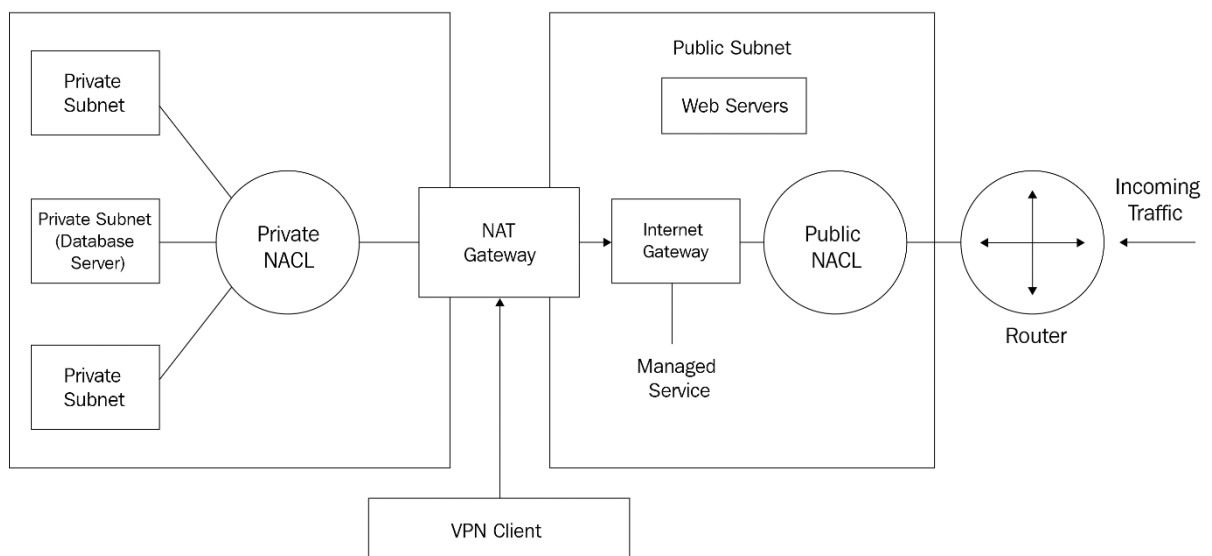 Private
Subnet
Private Subnet
(Database
Server)
Private
Subnet
Private
NACL
NAT
Gateway
VPN Client
Public Subnet
Web Servers
Internet
Gateway
Managed
Service
Public
NACL
Router
Incoming
Traffic